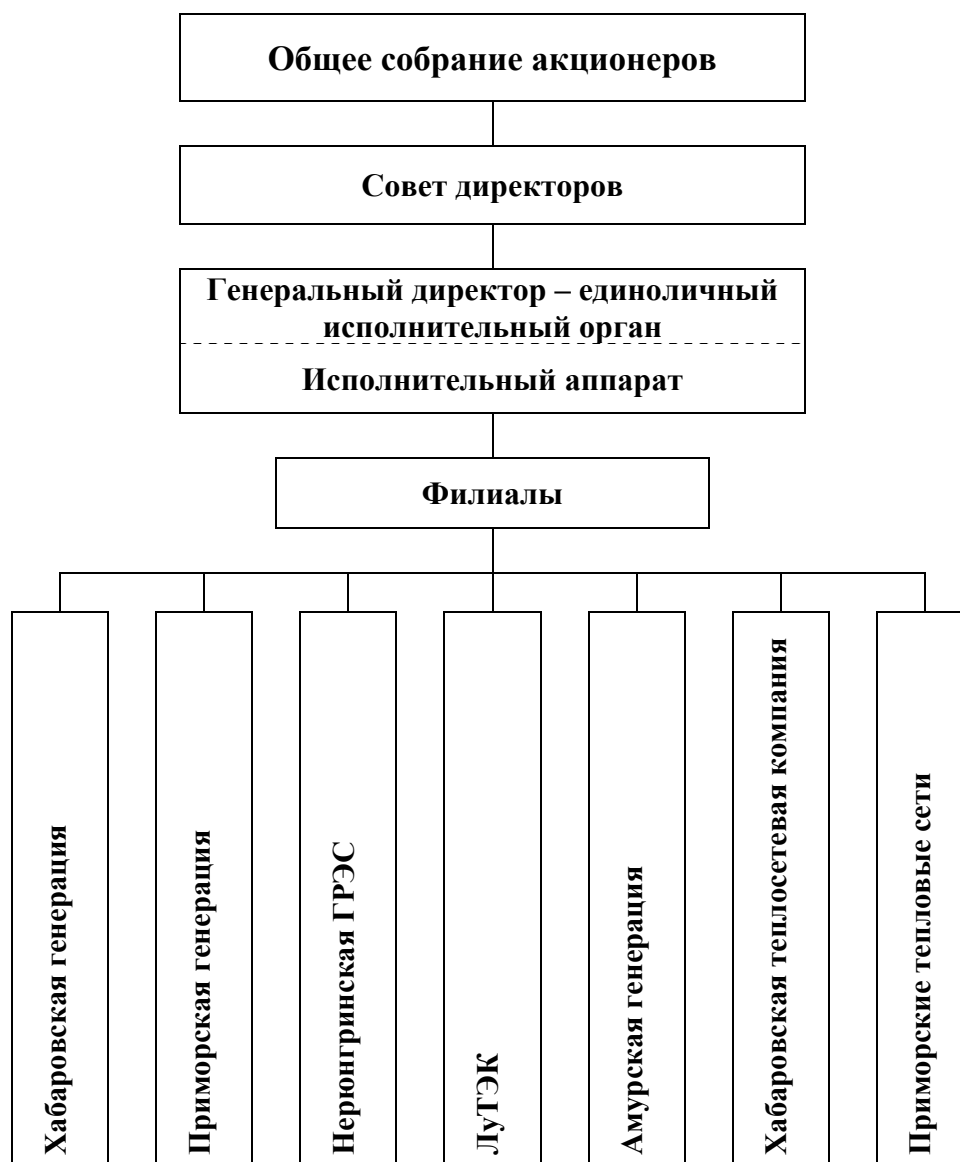 Общее собрание акционеров
Совет директоров
Генеральный директор – единоличный
исполнительный орган
Исполнительный аппарат
Филиалы
Хабаровская генерация
Приморская генерация
Нерюнгринская ГРЭС
ЛуТЭК
Амурская генерация
Хабаровская теплосетевая компания
Приморские тепловые сети